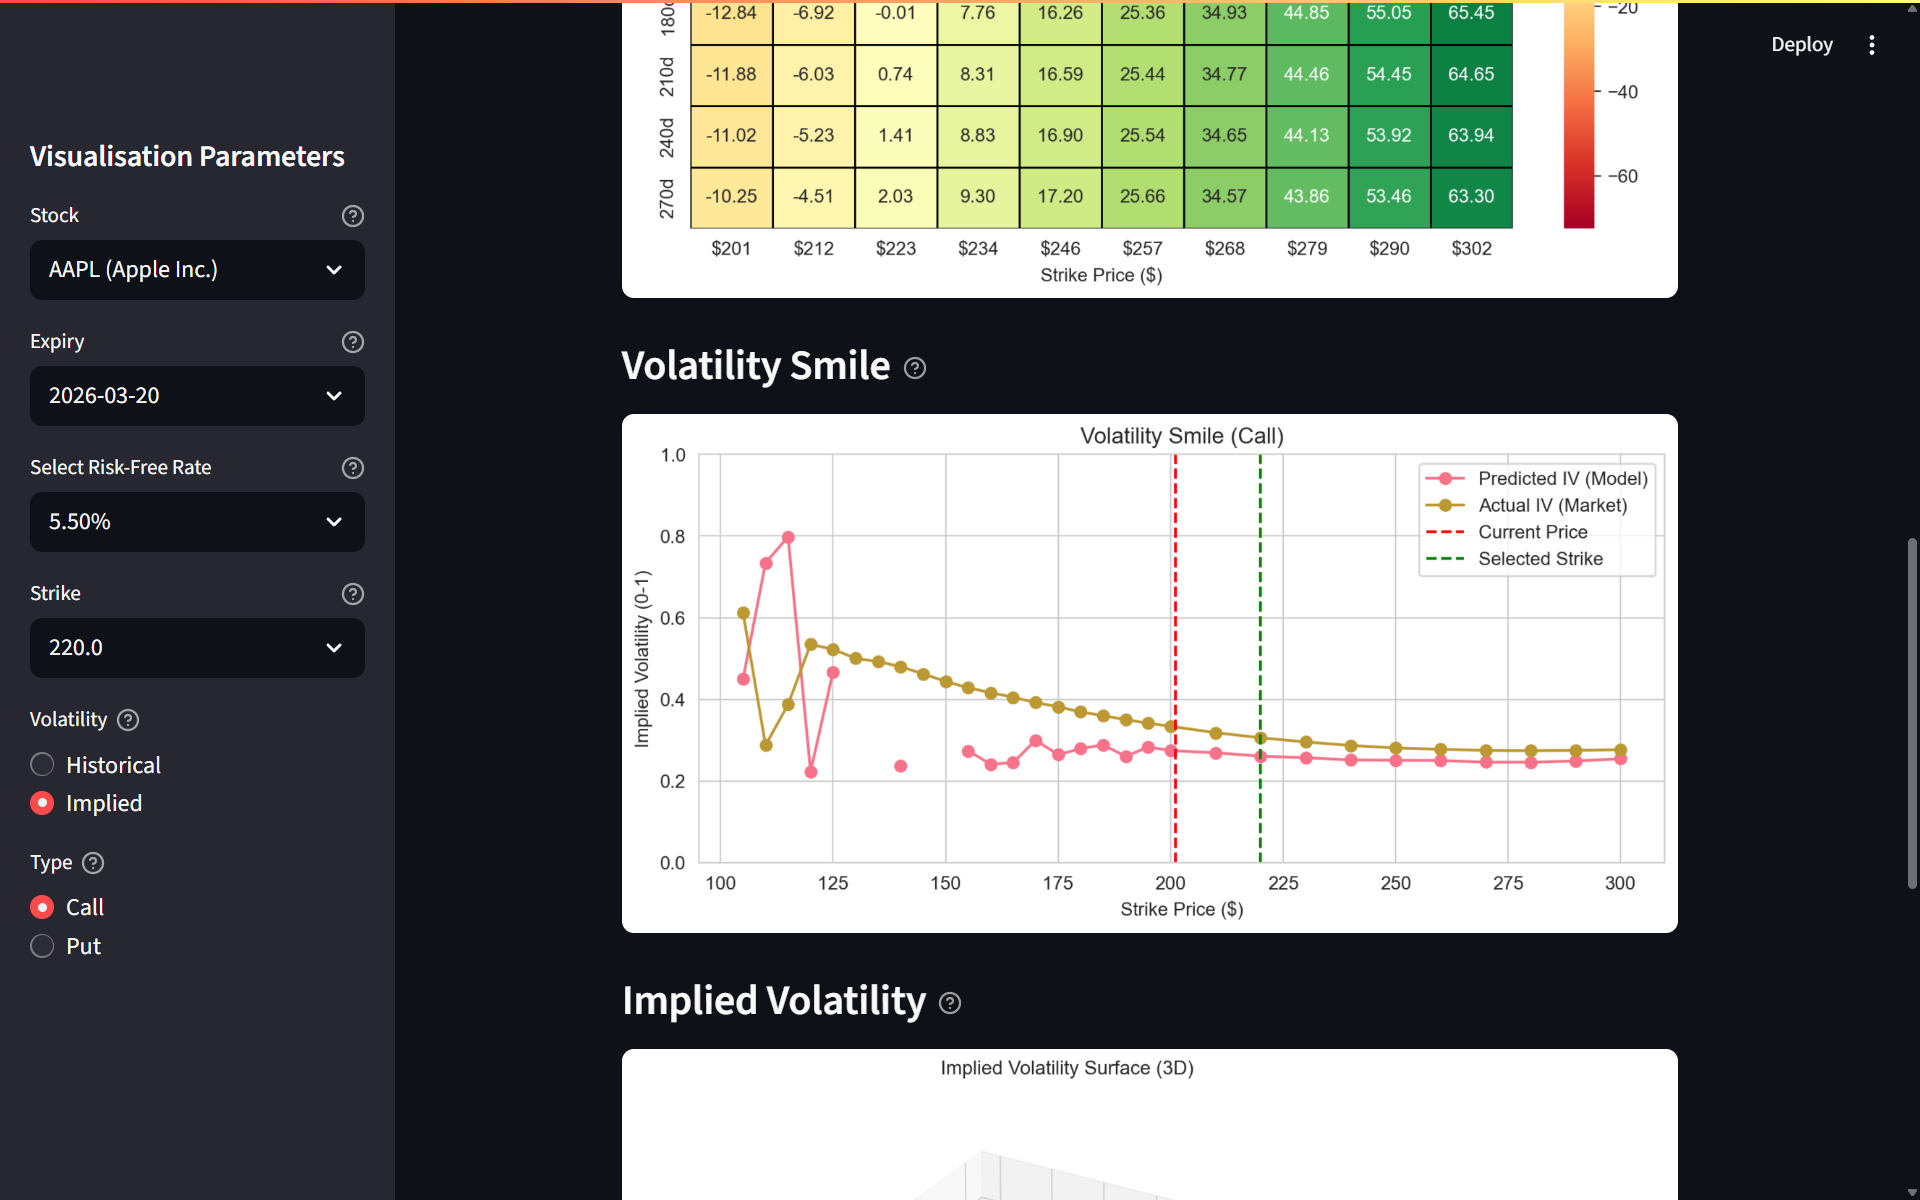 Deploy
Visualisation Parameters
Stock
AAPL (Apple Inc.)
Expiry
2026-03-20
Select Risk-Free Rate
5.50%
Strike
220.0
Volatility
Historical
Implied
Type
Call
Put
-12.84 -6.92 -0.01 7.76 16.26 25.36 34.93 44.85 55.05 65.45
210d -11.88 -6.03 0.74 8.31 16.59 25.44 34.77 44.46 54.45 64.65
240d -11.02 -5.23 1.41 8.83 16.90 25.54 34.65 44.13 53.92 63.94
270d -10.25 -4.51 2.03 9.30 17.20 25.66 34.57 43.86 53.46 63.30
$201 $212 $223 $234 $246 $257 $268 $279 $290 $302
Strike Price ($)
−20
−40
−60
Volatility Smile
Volatility Smile (Call)
Predicted IV (Model)
Actual IV (Market)
Current Price
Selected Strike
Implied Volatility (0-1)
1.0
0.8
0.6
0.4
0.2
0.0
100 125 150 175 200 225 250 275 300
Strike Price ($)
Implied Volatility
Implied Volatility Surface (3D)